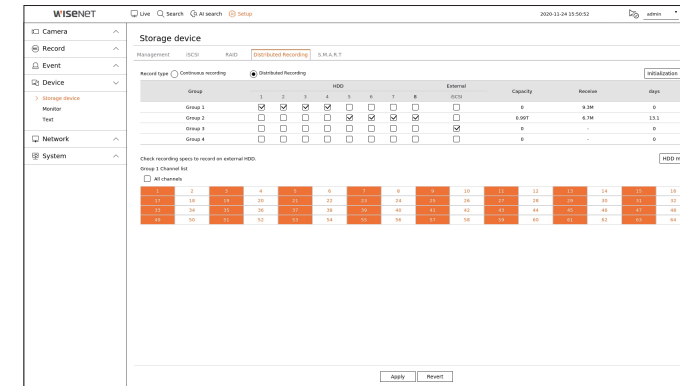 WISENET
Live Search AI search Setup 2020-11-24 15:50:52 admin
Camera
Record
Event
Device
> Storage device
Monitor
Text
Network
System
Storage device
Management iSCSI RAID Distributed Recording S.M.A.R.T
Record type Continuous recording Distributed Recording Initialization
Group HDD External Capacity Receive days
1 2 3 4 5 6 7 8 iSCSI
Group 1 0 9.3M 0
Group 2 0.99T 6.7M 13.1
Group 3 0 - 0
Group 4 0 - 0
Check recording specs to record on external HDD. HDD m
Group 1 Channel list
All channels
1 2 3 4 5 6 7 8 9 10 11 12 13 14 15 16
17 18 19 20 21 22 23 24 25 26 27 28 29 30 31 32
33 34 35 36 37 38 39 40 41 42 43 44 45 46 47 48
49 50 51 52 53 54 55 56 57 58 59 60 61 62 63 64
Apply Revert